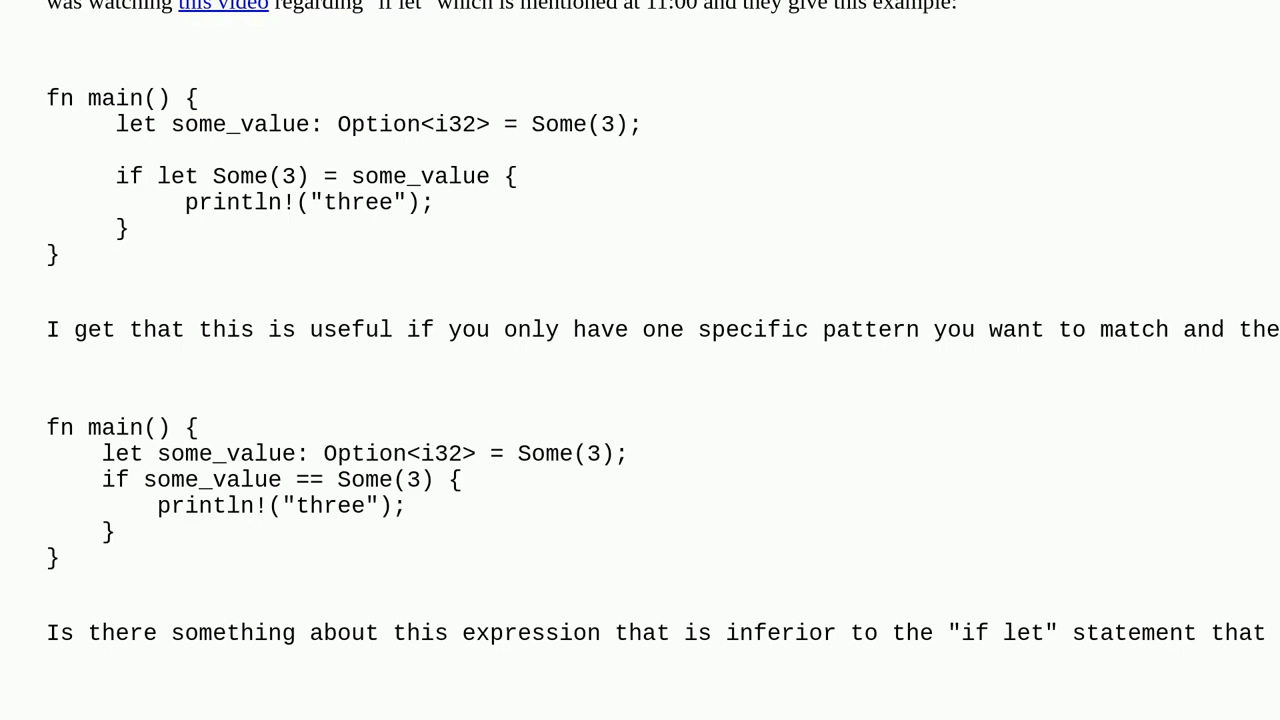 was watching this video regarding "if let" which is mentioned at 11:00 and they give this example:
fn main() {
     let some_value: Option<i32> = Some(3);
     if let Some(3) = some_value {
          println!("three");
     }
}
I get that this is useful if you only have one specific pattern you want to match and the
fn main() {
    let some_value: Option<i32> = Some(3);
    if some_value == Some(3) {
        println!("three");
    }
}
Is there something about this expression that is inferior to the "if let" statement that